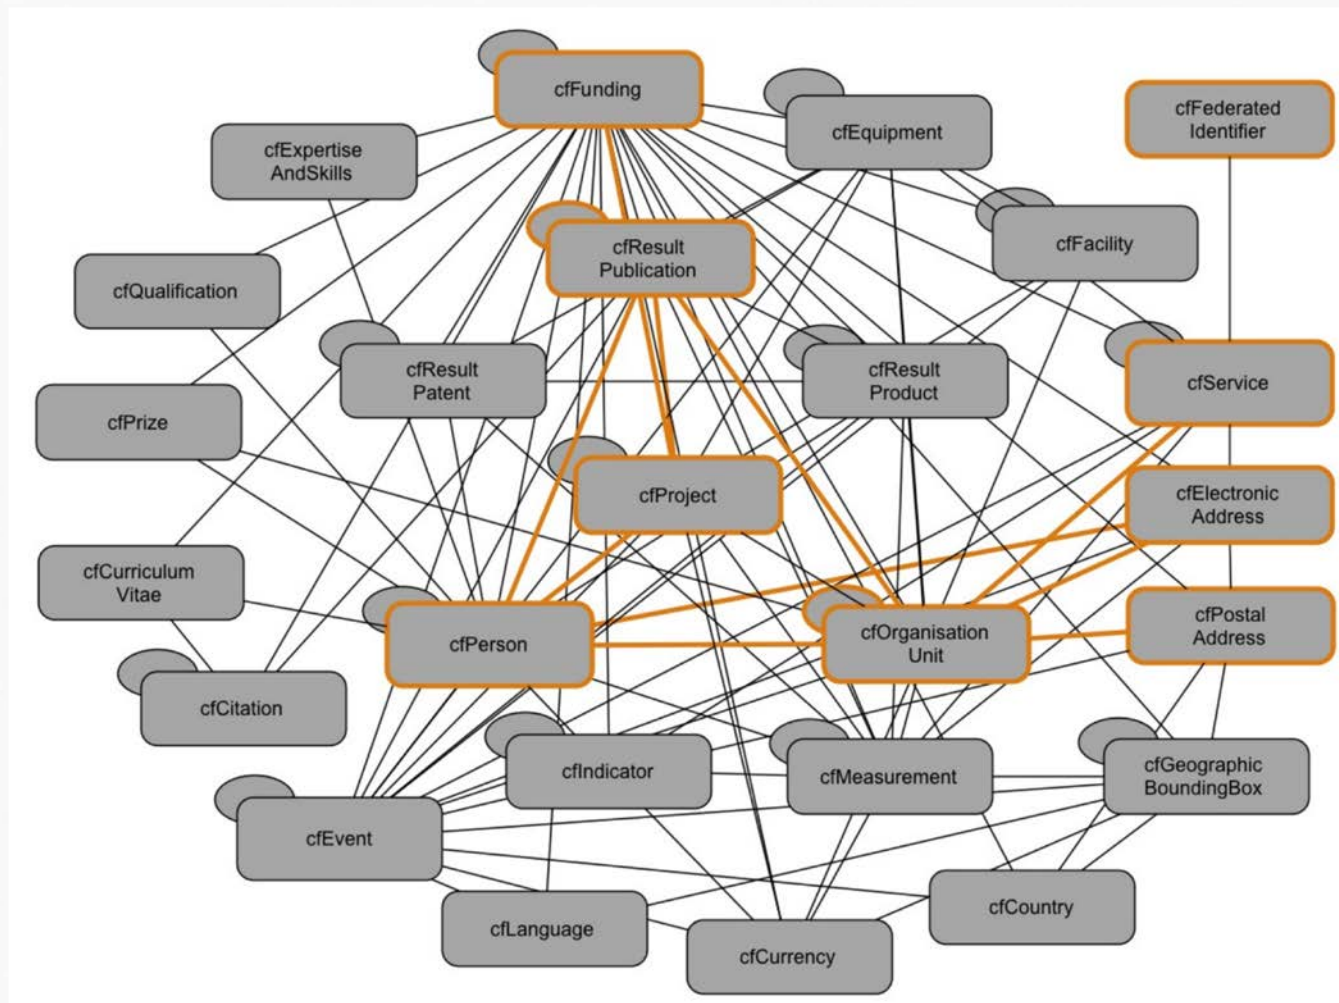 cfFunding
cfEquipment
cfFederated
Identifier
cfExpertise
AndSkills
cfResult
Publication
cfFacility
cfQualification
cfResult
Patent
cfResult
Product
cfService
cfPrize
cfProject
cfElectronic
Address
cfCurriculum
Vitae
cfPerson
cfOrganisation
Unit
cfPostal
Address
cfCitation
cfIndicator
cfMeasurement
cfGeographic
BoundingBox
cfEvent
cfLanguage
cfCurrency
cfCountry